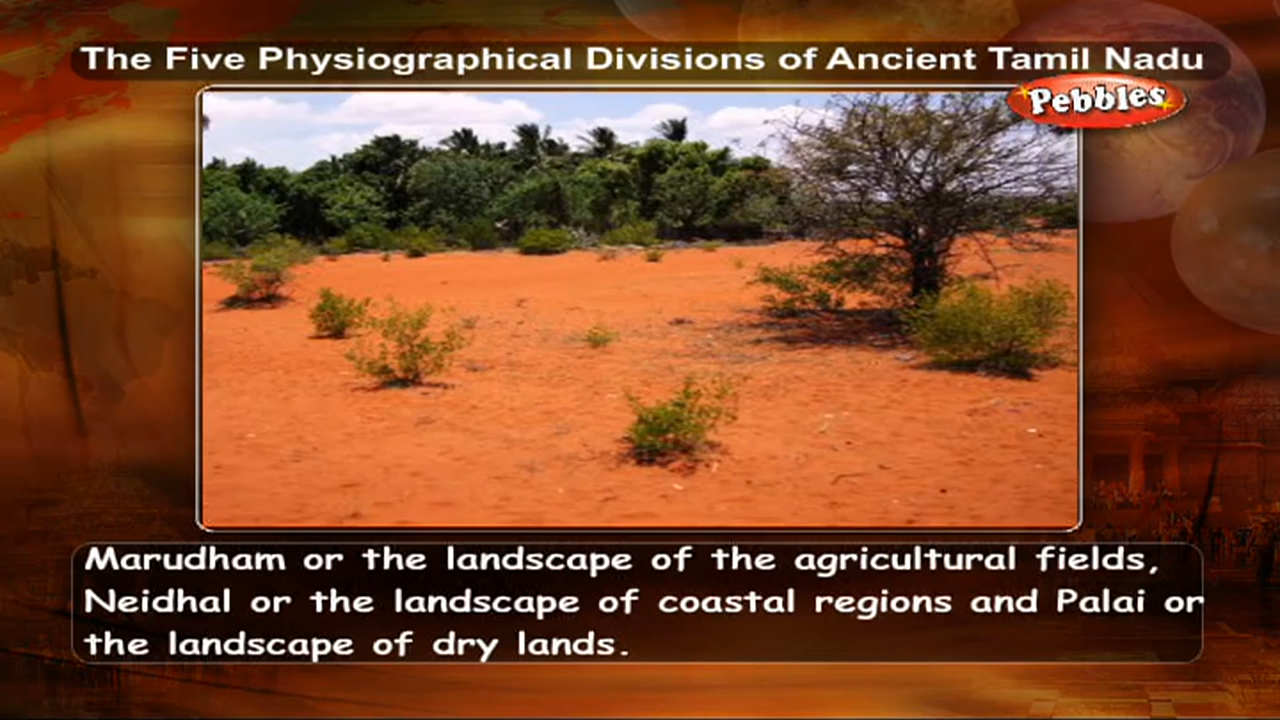 The Five Physiographical Divisions of Ancient Tamil Nadu
Pebbles
Marudham or the landscape of the agricultural fields,
Neidhal or the landscape of coastal regions and Palai or
the landscape of dry lands.